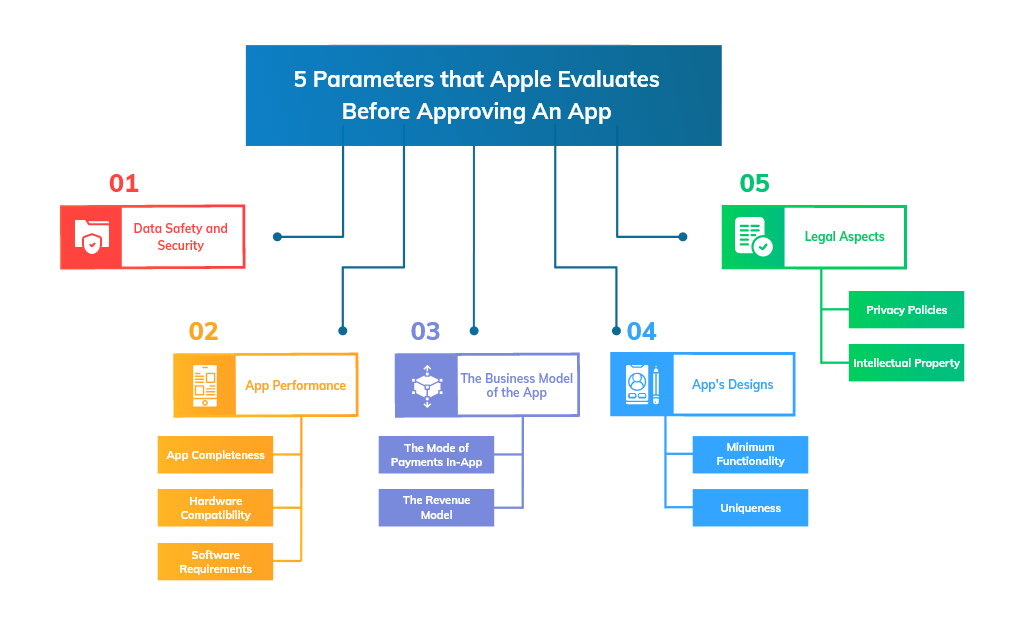 5 Parameters that Apple Evaluates
Before Approving An App
01
Data Safety and
Security
02
App Performance
App Completeness
Hardware
Compatibility
Software
Requirements
03
The Business Model
of the App
The Mode of
Payments In-App
The Revenue
Model
04
App's Designs
Minimum
Functionality
Uniqueness
05
Legal Aspects
Privacy Policies
Intellectual Property